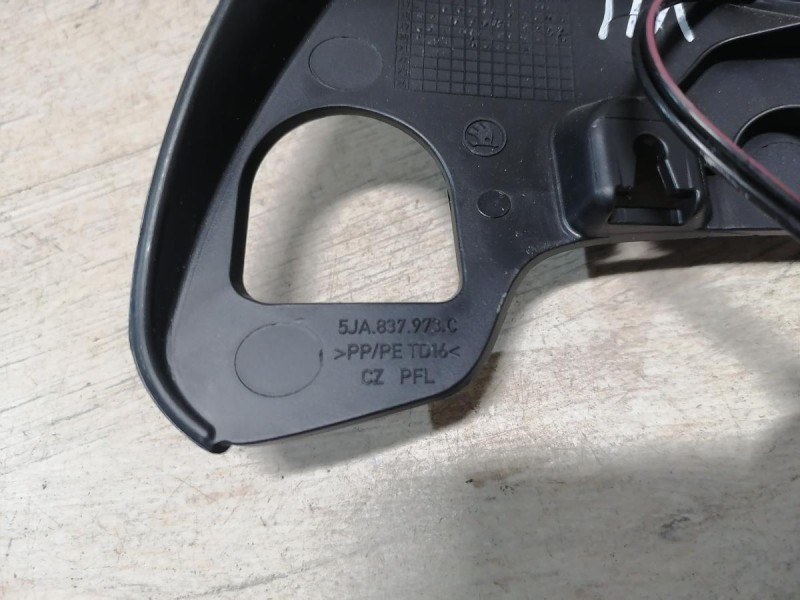 5JA.837.973.C
>PP/PE TD16<
CZ PFL